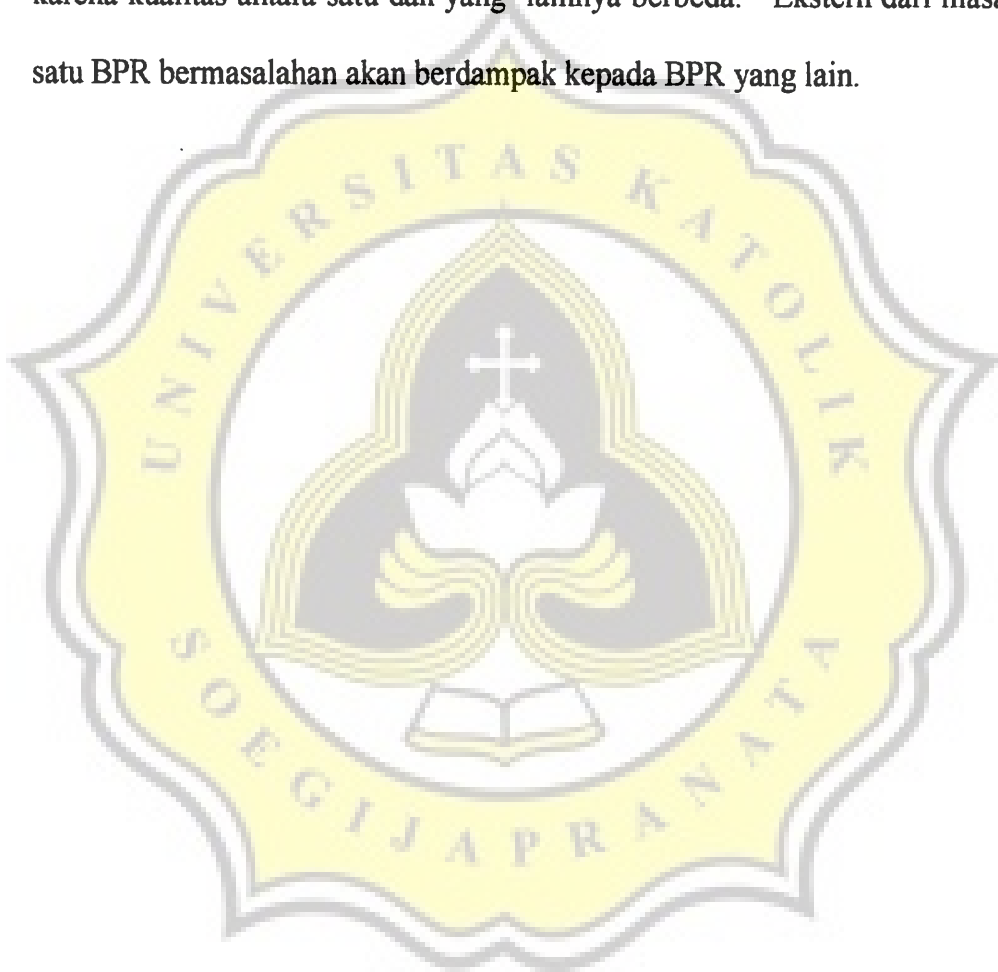 karena kualitas antara satu dan yang lainnya berbeda. Ekstern dari masa
satu BPR bermasalahan akan berdampak kepada BPR yang lain.
UNIVERSITAS KATOLIK
SOEGIJAPRANATA